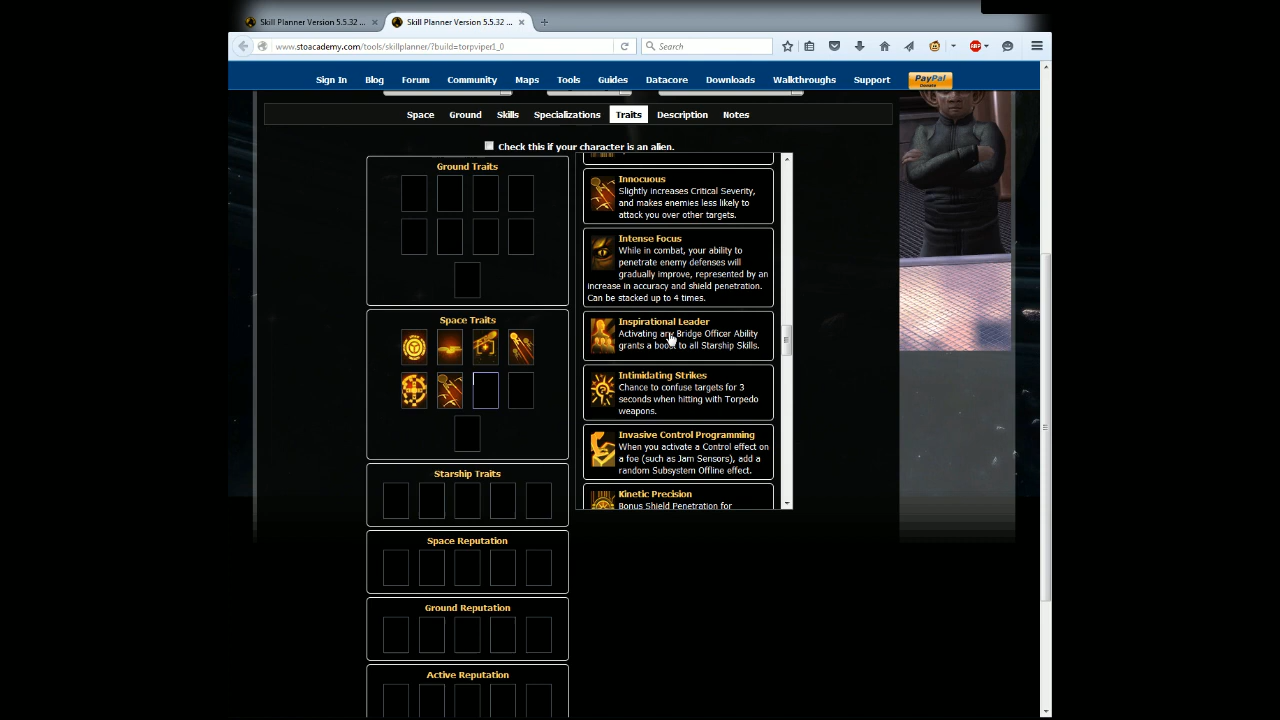 Skill Planner Version 5.5.32 ...
Skill Planner Version 5.5.32 ...
www.stoacademy.com/tools/skillplanner/?build=torpviper1_0
Search
ABP
Sign In Blog Forum Community Maps Tools Guides Datacore Downloads Walkthroughs Support PayPal Donate
Space Ground Skills Specializations Traits Description Notes
Check this if your character is an alien.
Ground Traits
Space Traits
Starship Traits
Space Reputation
Ground Reputation
Active Reputation
Innocuous
Slightly increases Critical Severity,
and makes enemies less likely to
attack you over other targets.
Intense Focus
While in combat, your ability to
penetrate enemy defenses will
gradually improve, represented by an
increase in accuracy and shield penetration.
Can be stacked up to 4 times.
Inspirational Leader
Activating any Bridge Officer Ability
grants a boost to all Starship Skills.
Intimidating Strikes
Chance to confuse targets for 3
seconds when hitting with Torpedo
weapons.
Invasive Control Programming
When you activate a Control effect on
a foe (such as Jam Sensors), add a
random Subsystem Offline effect.
Kinetic Precision
Bonus Shield Penetration for